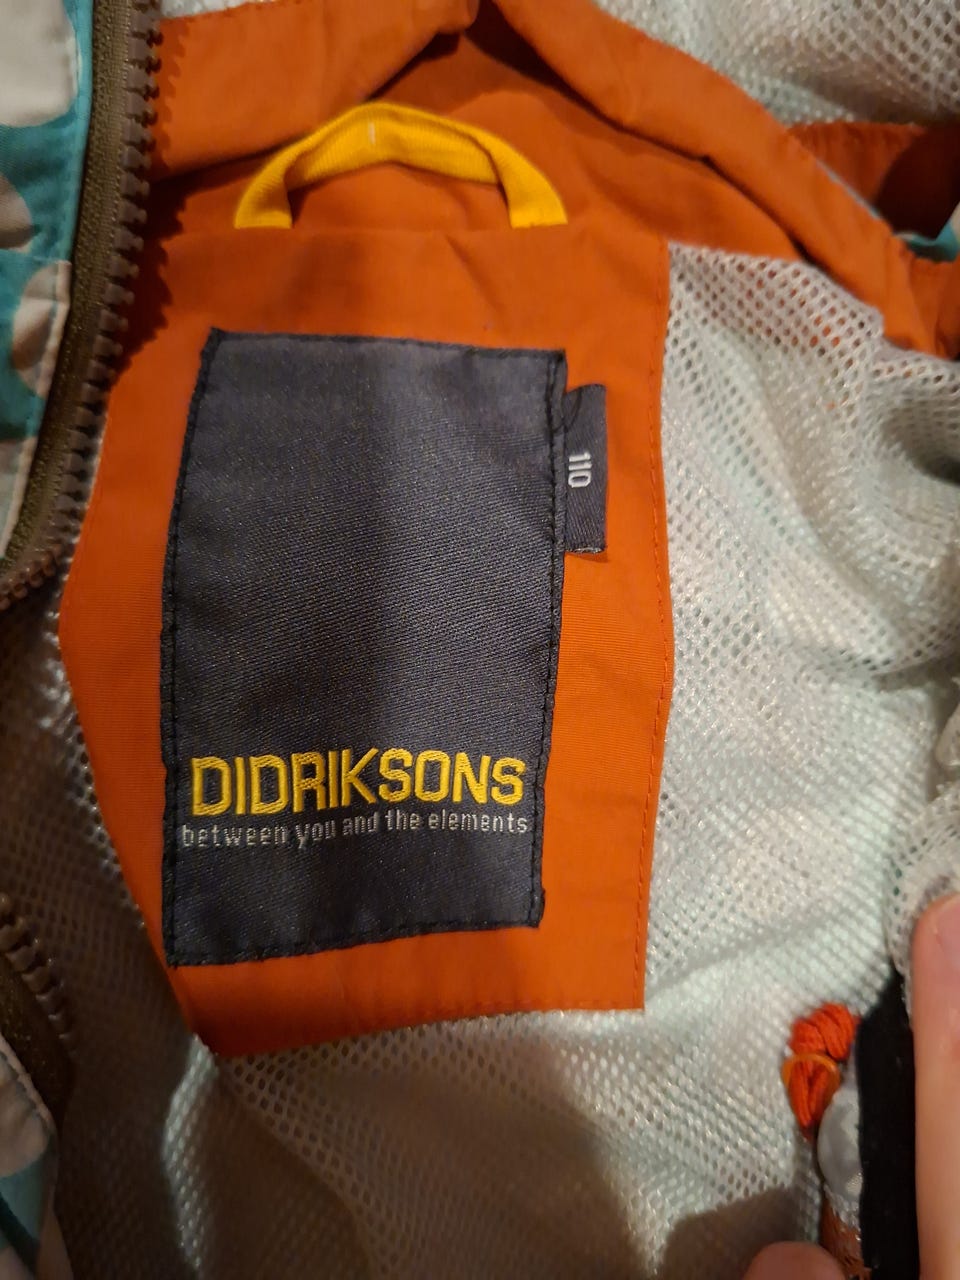 110
DIDRIKSONS
between you and the elements